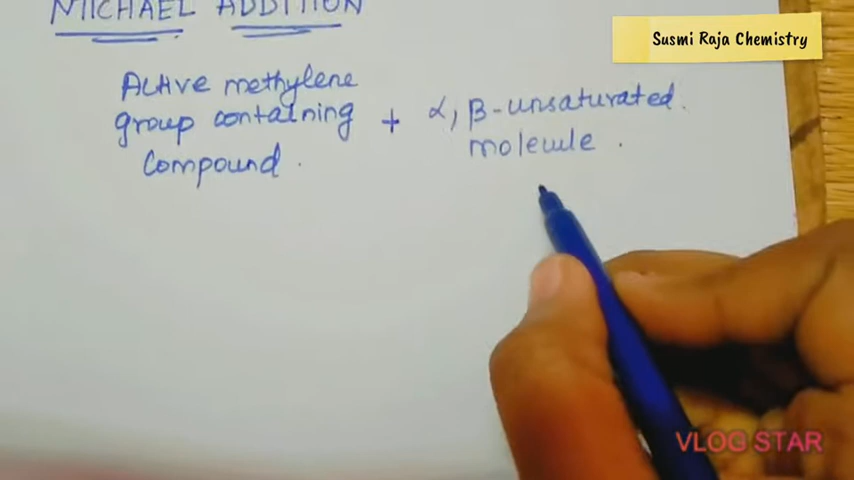 MICHAEL ADDITION
Susmi Raja Chemistry
Active methylene
group containing
compound.
+ α, β-unsaturated.
molecule.
VLOG STAR